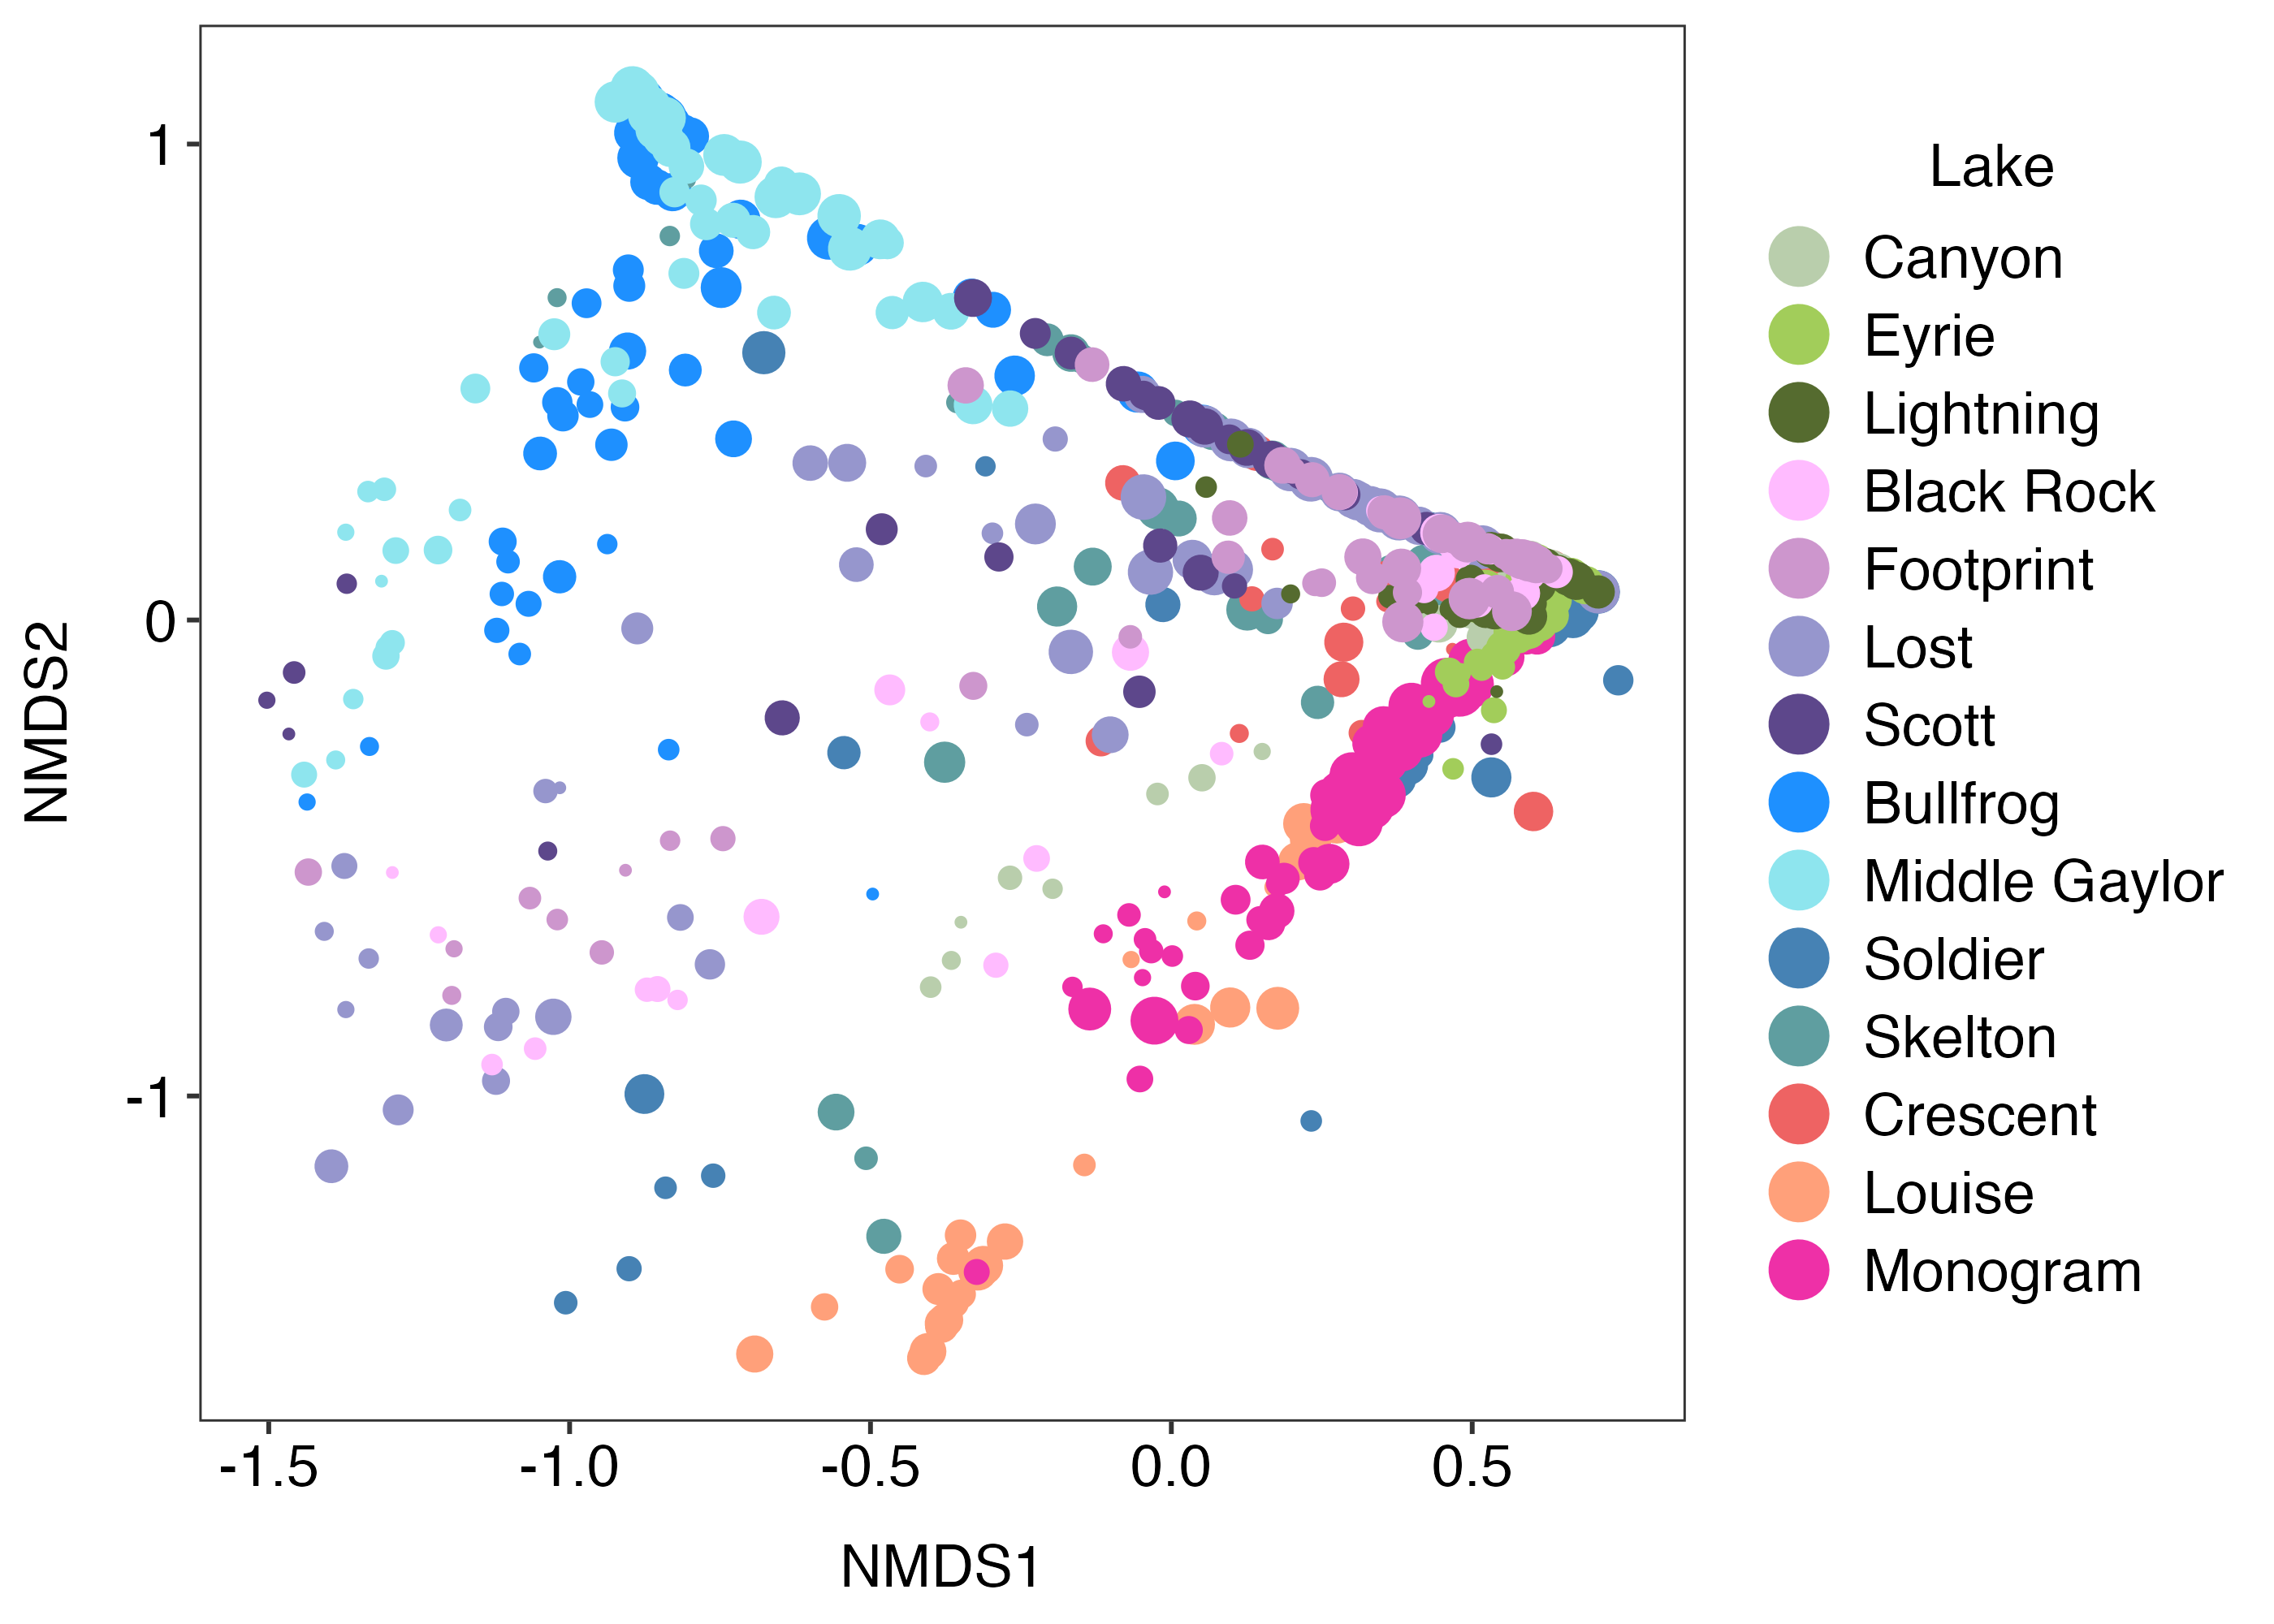 1
0
-1
NMDS2
-1.5
-1.0
-0.5
0.0
0.5
NMDS1
Lake
Canyon
Eyrie
Lightning
Black Rock
Footprint
Lost
Scott
Bullfrog
Middle Gaylor
Soldier
Skelton
Crescent
Louise
Monogram